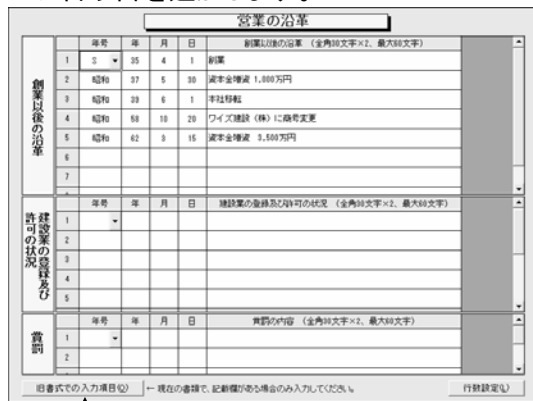 営業の沿革
創業以後の沿革
年号 年 月 日 創業以後の沿革 (全角30文字×2、最大60文字)
1 S 35 4 1 創業
2 昭和 37 5 30 資本金増資 1,000万円
3 昭和 39 6 1 本社移転
4 昭和 58 10 20 ワイズ建設(株)に商号変更
5 昭和 62 3 15 資本金増資 3,500万円
6
7
建設業の登録及び許可の状況
年号 年 月 日 建設業の登録及び許可の状況 (全角30文字×2、最大60文字)
1
2
3
4
5
賞罰
年号 年 月 日 賞罰の内容 (全角30文字×2、最大60文字)
1
2
旧書式での入力項目(Q) ← 現在の書類で、記載欄がある場合のみ入力してください。 行数設定(L)